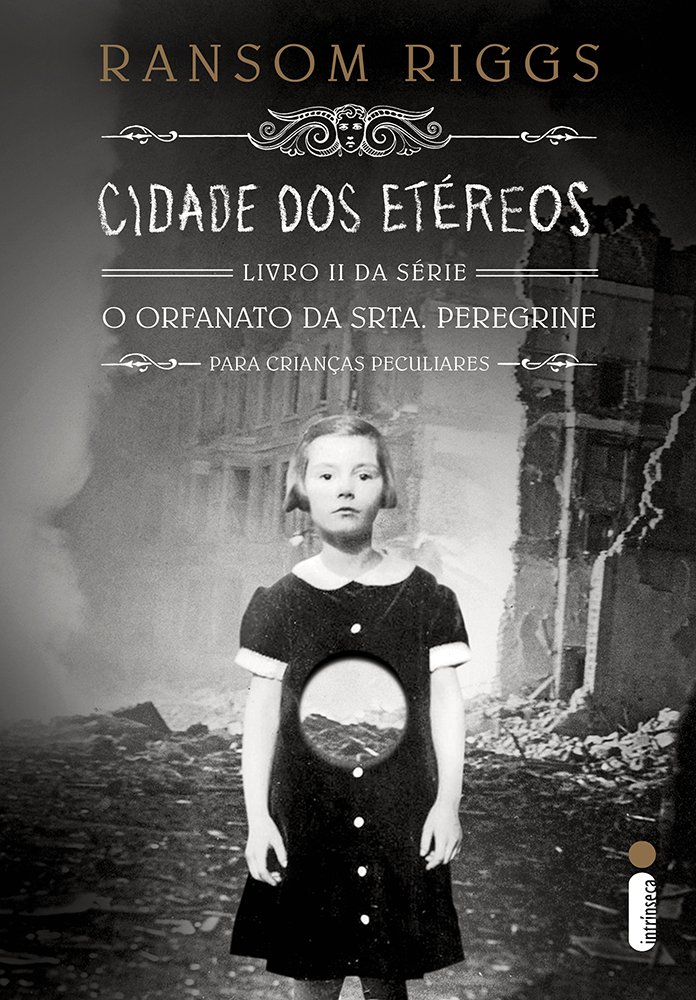 RANSOM RIGGS
CIDADE DOS ETÉREOS
LIVRO II DA SÉRIE
O ORFANATO DA SRTA. PEREGRINE
PARA CRIANÇAS PECULIARES
intrínseca